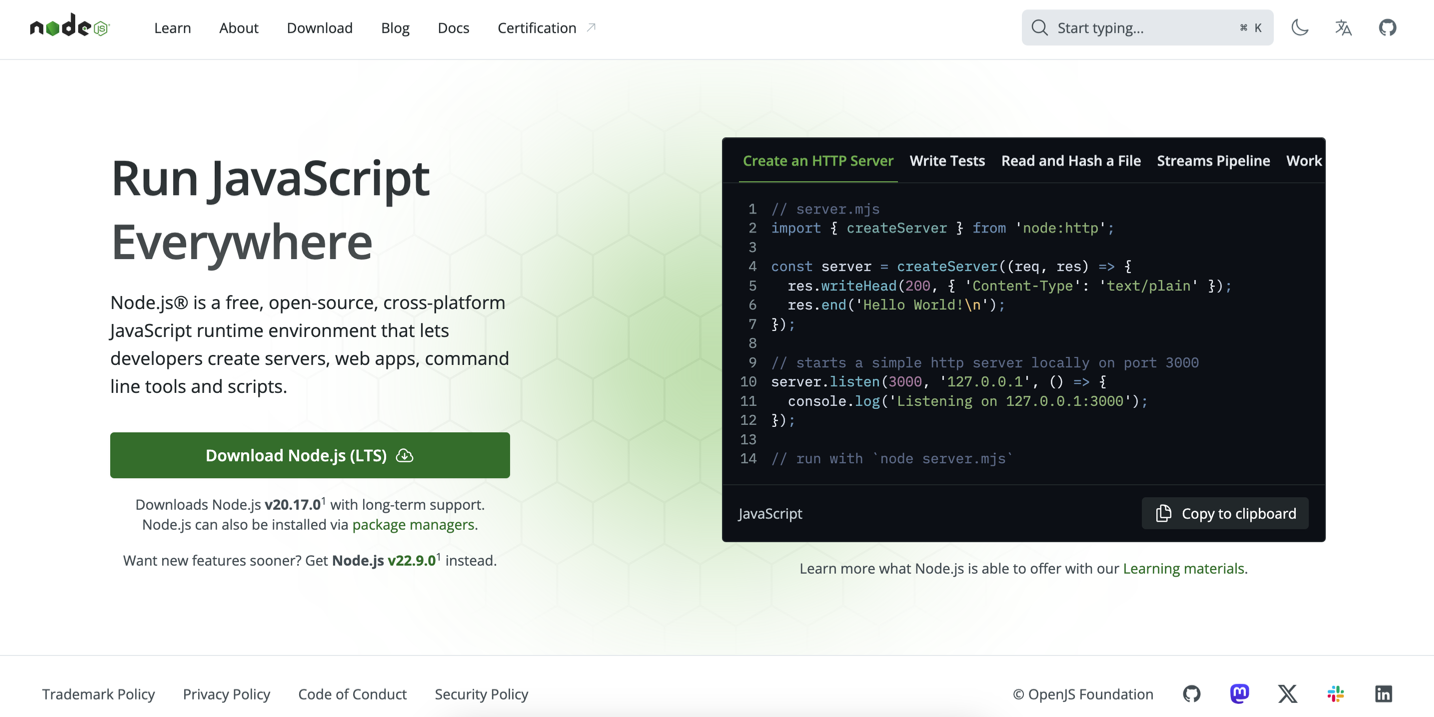 node JS
Learn About Download Blog Docs Certification
Start typing... ⌘ K
Run JavaScript
Everywhere
Node.js® is a free, open-source, cross-platform
JavaScript runtime environment that lets
developers create servers, web apps, command
line tools and scripts.
Download Node.js (LTS)
Downloads Node.js v20.17.0¹ with long-term support.
Node.js can also be installed via package managers.
Want new features sooner? Get Node.js v22.9.0¹ instead.
Create an HTTP Server Write Tests Read and Hash a File Streams Pipeline Work
1 // server.mjs
2 import { createServer } from 'node:http';
3
4 const server = createServer((req, res) => {
5   res.writeHead(200, { 'Content-Type': 'text/plain' });
6   res.end('Hello World!\n');
7 });
8
9 // starts a simple http server locally on port 3000
10 server.listen(3000, '127.0.0.1', () => {
11   console.log('Listening on 127.0.0.1:3000');
12 });
13
14 // run with `node server.mjs`
JavaScript Copy to clipboard
Learn more what Node.js is able to offer with our Learning materials.
Trademark Policy Privacy Policy Code of Conduct Security Policy © OpenJS Foundation